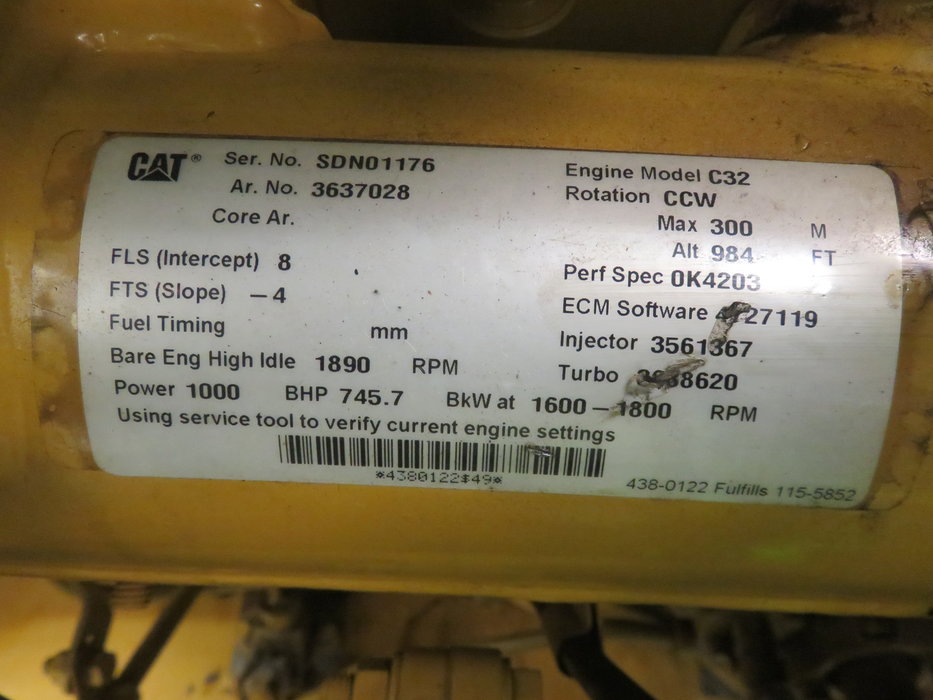 CAT® Ser. No. SDN01176
Ar. No. 3637028
Core Ar.
FLS (Intercept) 8
FTS (Slope) –4
Fuel Timing mm
Bare Eng High Idle 1890 RPM
Engine Model C32
Rotation CCW
Max 300 M
Alt 984 FT
Perf Spec 0K4203
ECM Software
Injector 3561367
Turbo
Power 1000 BHP 745.7 BkW at 1600 – 1800 RPM
Using service tool to verify current engine settings
*4380122$49*
438-0122 Fulfills 115-5852